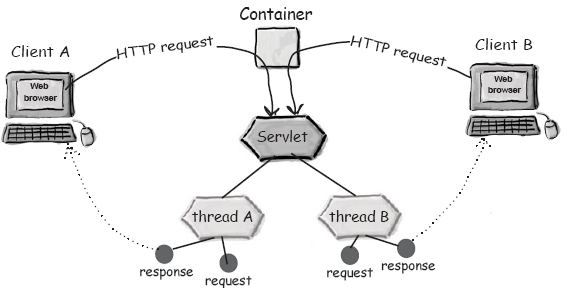 Container
Client A
HTTP request
HTTP request
Client B
Web
browser
Web
browser
Servlet
thread A
thread B
response
request
request
response